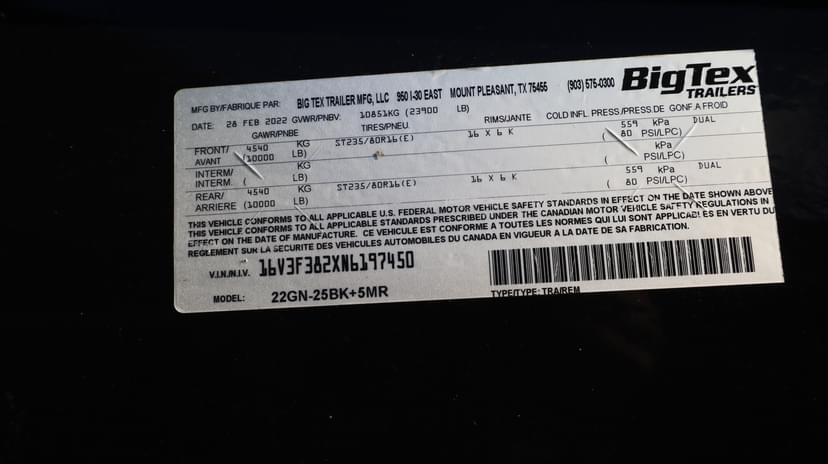 MFG BY/FABRIQUE PAR: BIG TEX TRAILER MFG, LLC 950 I-30 EAST MOUNT PLEASANT, TX 75455 (903) 575-0300 BigTex TRAILERS
DATE: 28 FEB 2022 GVWR/PNBV: 10851KG (23900 LB)
GAWR/PNBE TIRES/PNEU RIMS/JANTE COLD INFL. PRESS/PRESS.DE GONF.A FROID
FRONT/ 4540 KG ST235/80R16(E) 16 X 6 K 559 kPa DUAL
AVANT (10000 LB) ( 80 PSI/LPC)
INTERM/ KG kPa
INTERM. ( LB) ( PSI/LPC)
REAR/ 4540 KG ST235/80R16(E) 16 X 6 K 559 kPa DUAL
ARRIERE (10000 LB) ( 80 PSI/LPC)
THIS VEHICLE CONFORMS TO ALL APPLICABLE U.S. FEDERAL MOTOR VEHICLE SAFETY STANDARDS IN EFFECT ON THE DATE SHOWN ABOVE
THIS VEHICLE CONFORMS TO ALL APPLICABLE STANDARDS PRESCRIBED UNDER THE CANADIAN MOTOR VEHICLE SAFETY REGULATIONS IN
EFFECT ON THE DATE OF MANUFACTURE. CE VEHICULE EST CONFORME A TOUTES LES NORMES QUI LUI SONT APPLICABLES EN VERTU DU
REGLEMENT SUR LA SECURITE DES VEHICULES AUTOMOBILES DU CANADA EN VIGUEUR A LA DATE DE SA FABRICATION.
V.I.N./N.I.V. 16V3F382XN6197450
MODEL: 22GN-25BK+5MR TYPE/TYPE: TRA/REM